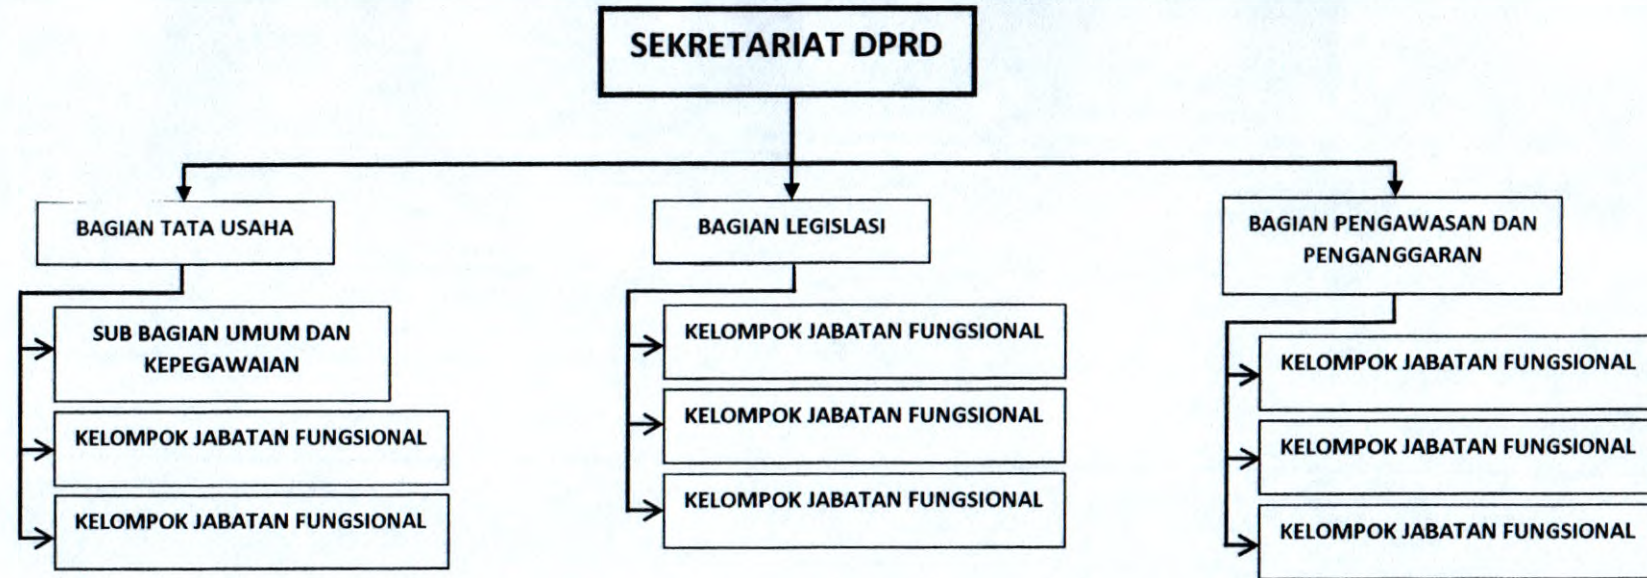 SEKRETARIAT DPRD
BAGIAN TATA USAHA
SUB BAGIAN UMUM DAN
KEPEGAWAIAN
KELOMPOK JABATAN FUNGSIONAL
KELOMPOK JABATAN FUNGSIONAL
BAGIAN LEGISLASI
KELOMPOK JABATAN FUNGSIONAL
KELOMPOK JABATAN FUNGSIONAL
KELOMPOK JABATAN FUNGSIONAL
BAGIAN PENGAWASAN DAN
PENGANGGARAN
KELOMPOK JABATAN FUNGSIONAL
KELOMPOK JABATAN FUNGSIONAL
KELOMPOK JABATAN FUNGSIONAL